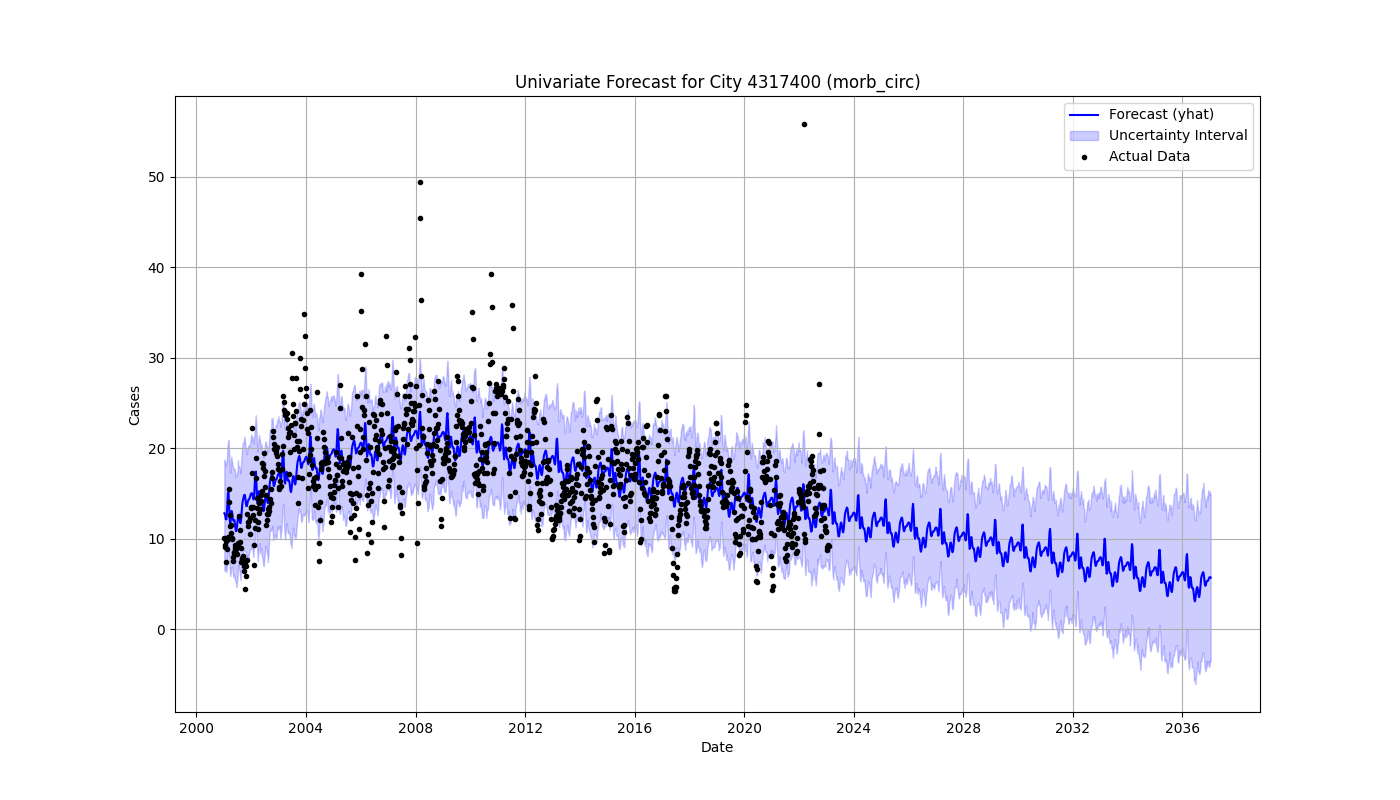 Univariate Forecast for City 4317400 (morb_circ)
Forecast (yhat)
Uncertainty Interval
Actual Data
Cases
50
40
30
20
10
0
2000 2004 2008 2012 2016 2020 2024 2028 2032 2036
Date